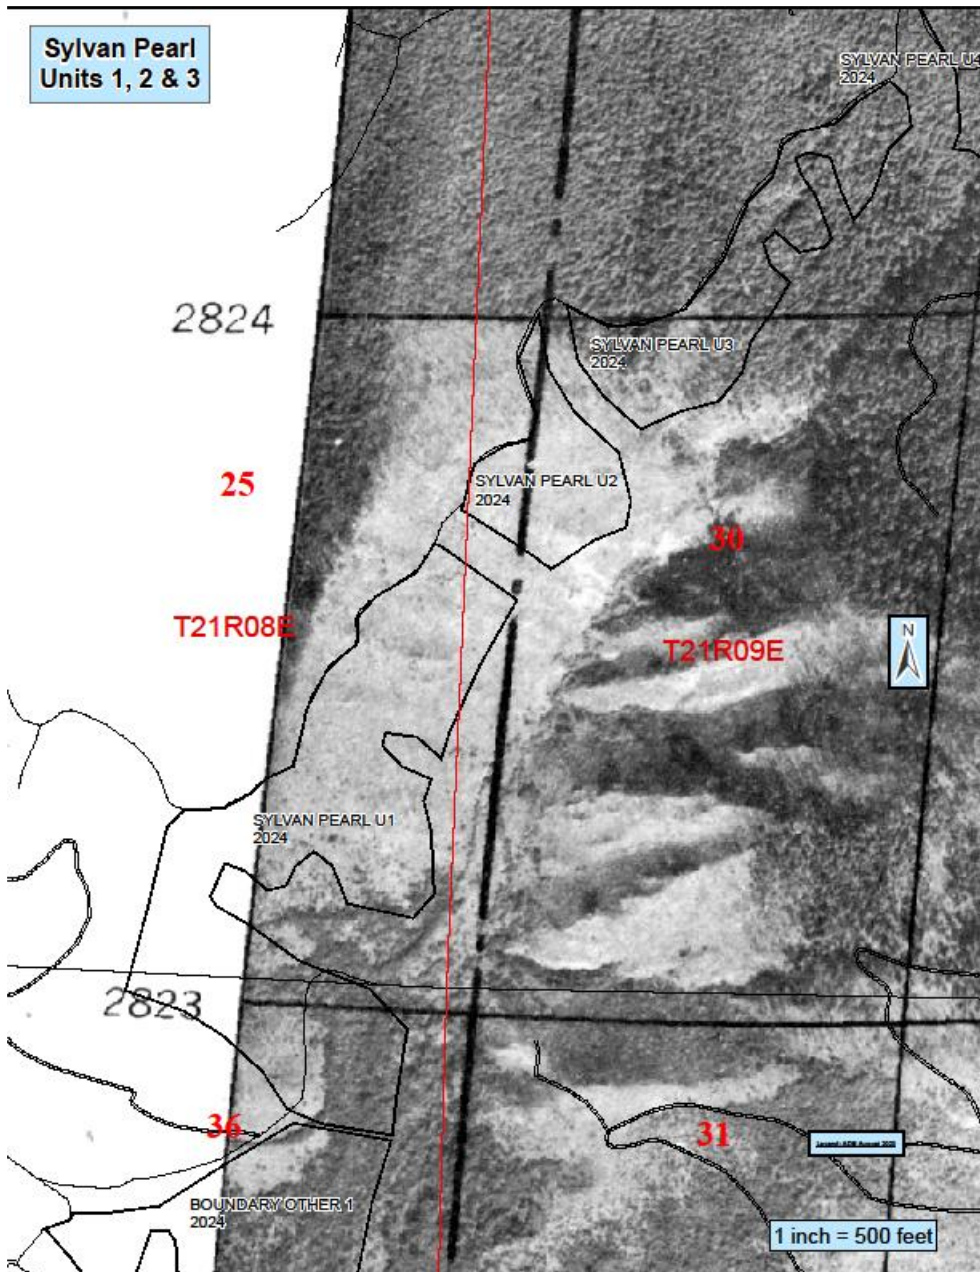 Sylvan Pearl
Units 1, 2 & 3
SYLVAN PEARL U4
2024
2824
SYLVAN PEARL U3
2024
25
SYLVAN PEARL U2
2024
30
T21R08E
T21R09E
N
SYLVAN PEARL U1
2024
2823
36
31
BOUNDARY OTHER 1
2024
1 inch = 500 feet